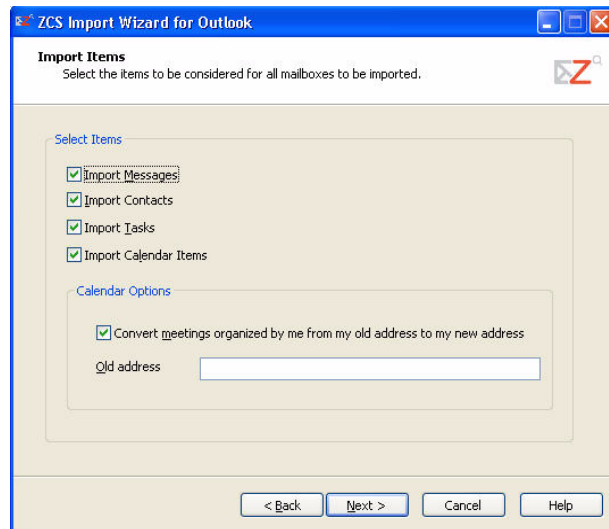 ZCS Import Wizard for Outlook
Import Items
Select the items to be considered for all mailboxes to be imported.
Z
Select Items
Import Messages
Import Contacts
Import Tasks
Import Calendar Items
Calendar Options
Convert meetings organized by me from my old address to my new address
Old address
< Back Next > Cancel Help